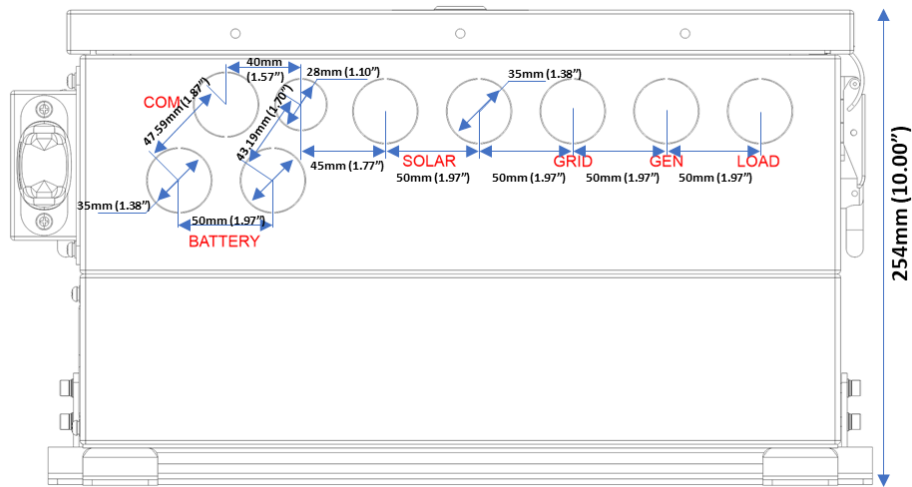 40mm
(1.57”)
28mm (1.10”)
35mm (1.38”)
COM
47.59mm (1.87”)
43.19mm (1.70”)
45mm (1.77”)
SOLAR
GRID
GEN
LOAD
50mm (1.97”)
50mm (1.97”)
50mm (1.97”)
50mm (1.97”)
35mm (1.38”)
50mm (1.97”)
BATTERY
254mm (10.00”)